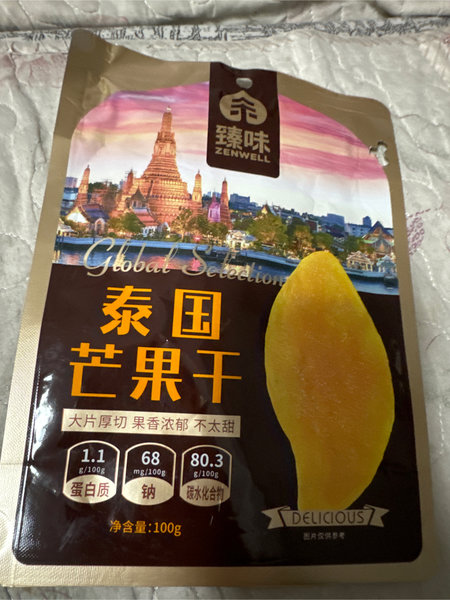 臻味
ZENWELL
Global Selection
泰国
芒果干
大片厚切 果香浓郁 不太甜
1.1
g/100g
蛋白质
68
mg/100g
钠
80.3
g/100g
碳水化合物
净含量:100g
DELICIOUS
图片仅供参考